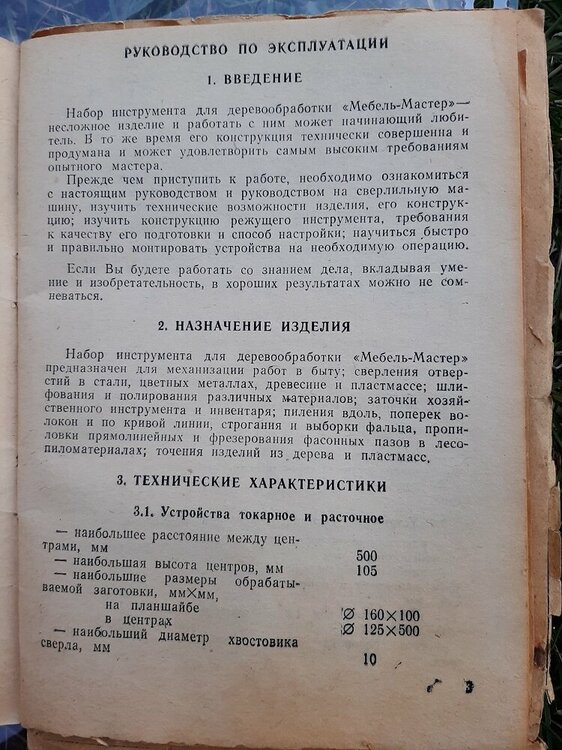 РУКОВОДСТВО ПО ЭКСПЛУАТАЦИИ
1. ВВЕДЕНИЕ
Набор инструмента для деревообработки «Мебель-Мастер»—
несложное изделие и работать с ним может начинающий люби-
тель. В то же время его конструкция технически совершенна и
продумана и может удовлетворить самым высоким требованиям
опытного мастера.
Прежде чем приступить к работе, необходимо ознакомиться
с настоящим руководством и руководством на сверлильную ма-
шину, изучить технические возможности изделия, его конструк-
цию; изучить конструкцию режущего инструмента, требования
к качеству его подготовки и способ настройки; научиться быстро
и правильно монтировать устройства на необходимую операцию.
Если Вы будете работать со знанием дела, вкладывая уме-
ние и изобретательность, в хороших результатах можно не сом-
неваться.
2. НАЗНАЧЕНИЕ ИЗДЕЛИЯ
Набор инструмента для деревообработки «Мебель-Мастер»
предназначен для механизации работ в быту; сверления отвер-
стий в стали, цветных металлах, древесине и пластмассе; шли-
фования и полирования различных материалов; заточки хозяй-
ственного инструмента и инвентаря; пиления вдоль, поперек во-
локон и по кривой линии, строгания и выборки фальца, пропи-
ловки прямолинейных и фрезерования фасонных пазов в лесо-
пиломатериалах; точения изделий из дерева и пластмасс.
3. ТЕХНИЧЕСКИЕ ХАРАКТЕРИСТИКИ
3.1. Устройства токарное и расточное
— наибольшее расстояние между цен-
трами, мм 500
— наибольшая высота центров, мм 105
— наибольшие размеры обрабаты-
ваемой заготовки, мм×мм,
на планшайбе ∅ 160×100
в центрах ∅ 125×500
— наибольший диаметр хвостовика
сверла, мм 10
3